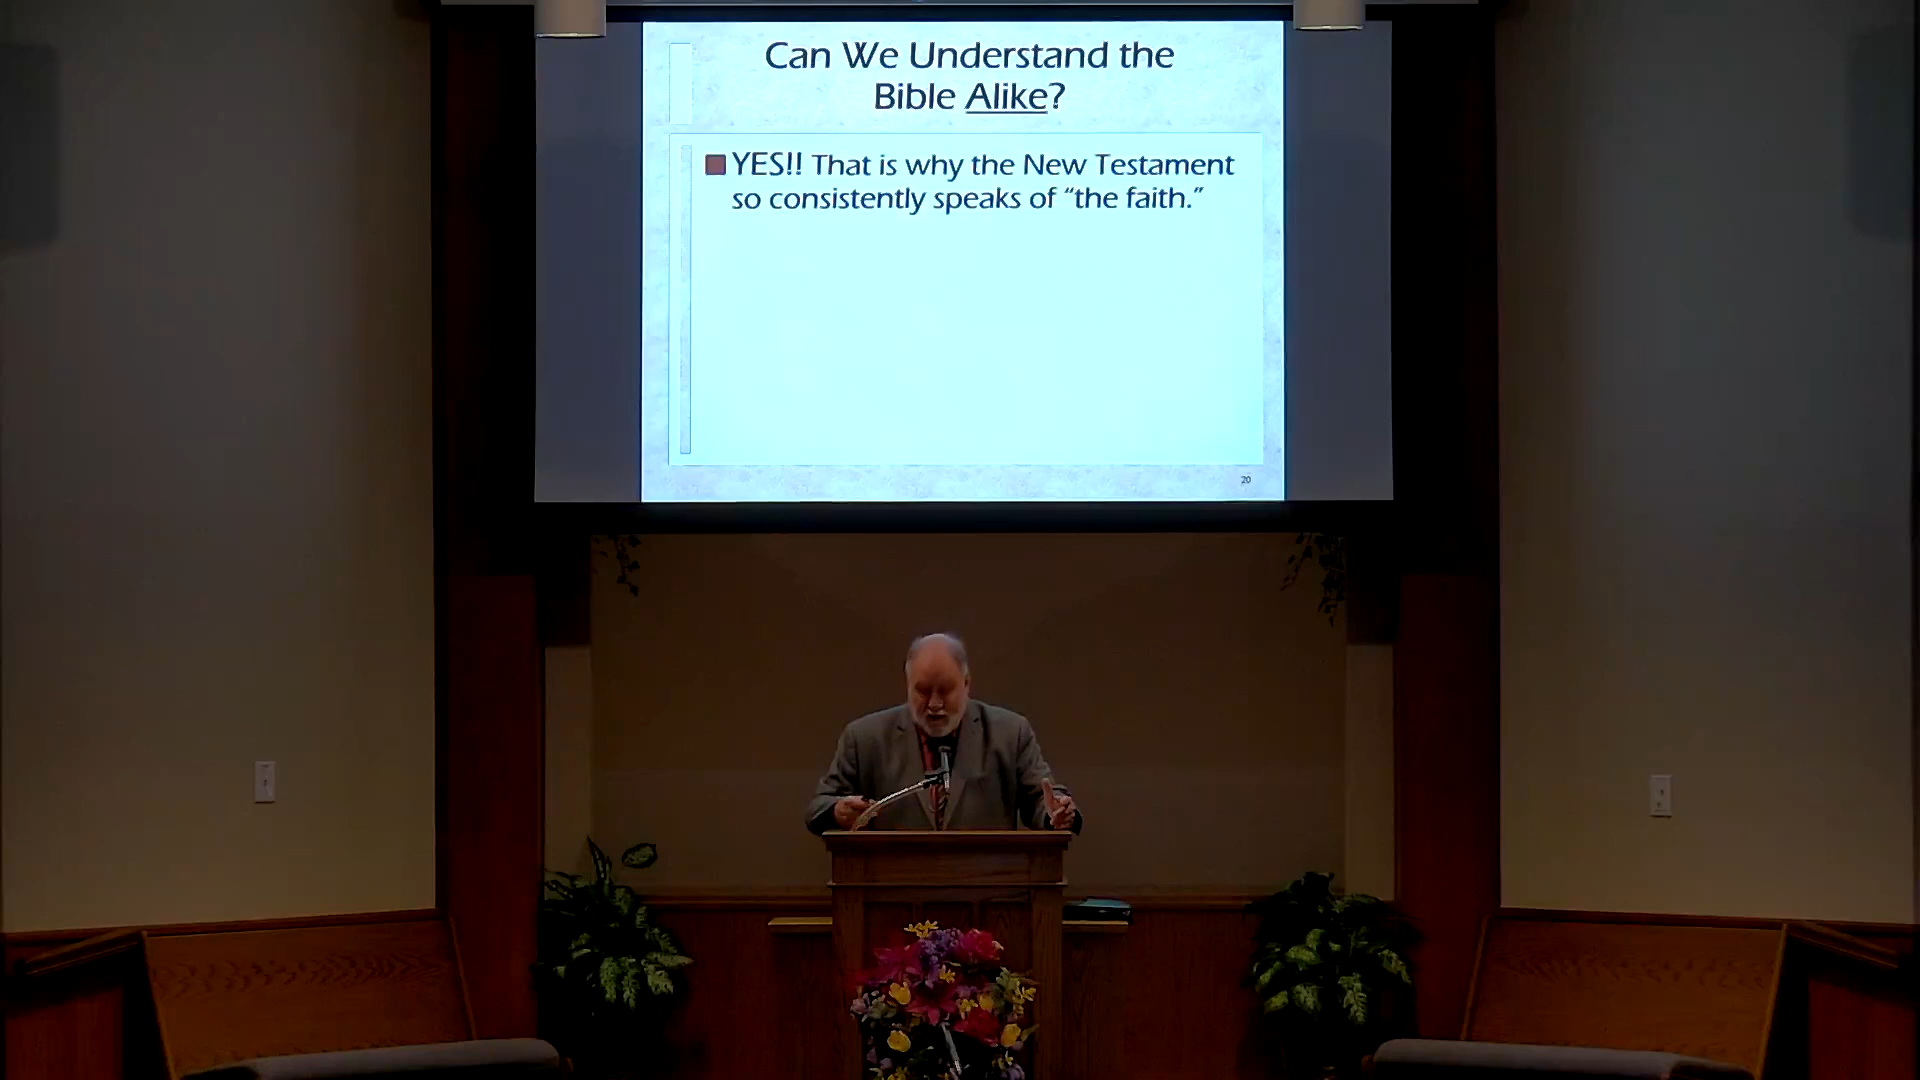 Can We Understand the
Bible Alike?
YES!! That is why the New Testament
so consistently speaks of “the faith.”
20